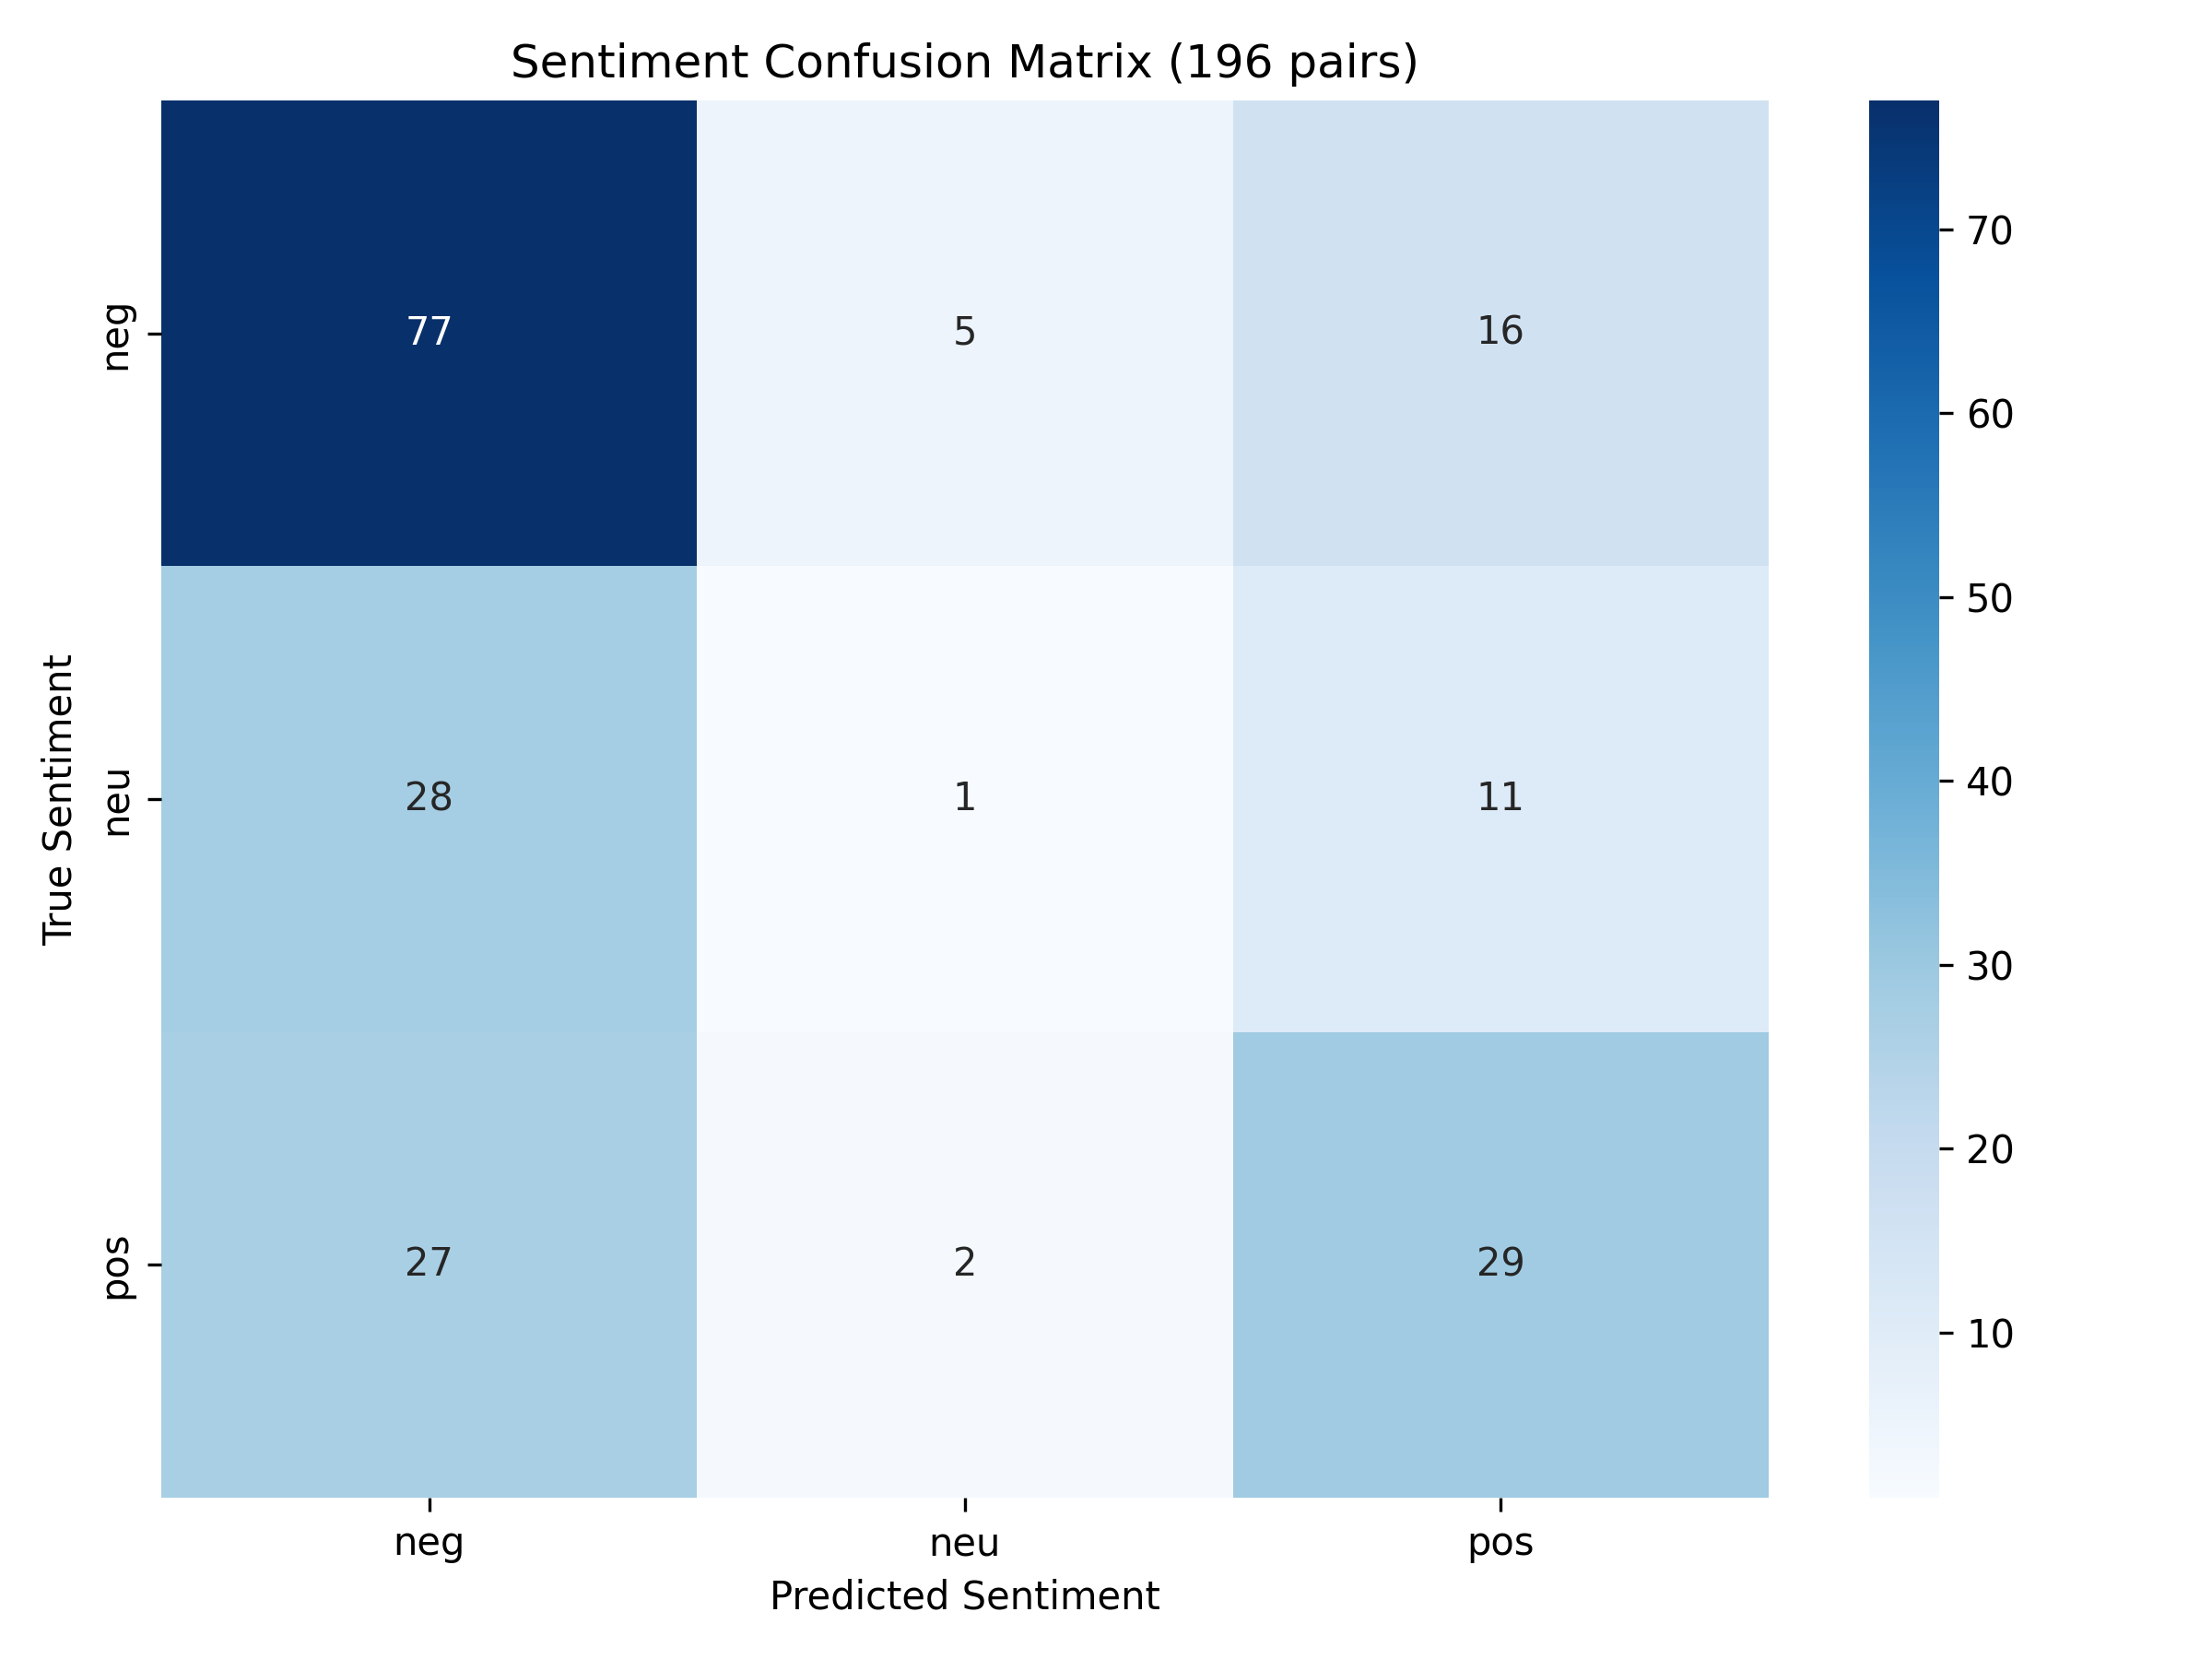 Sentiment Confusion Matrix (196 pairs)
True Sentiment
neg
77 5 16
neu
28 1 11
pos
27 2 29
neg neu pos
Predicted Sentiment
70
60
50
40
30
20
10